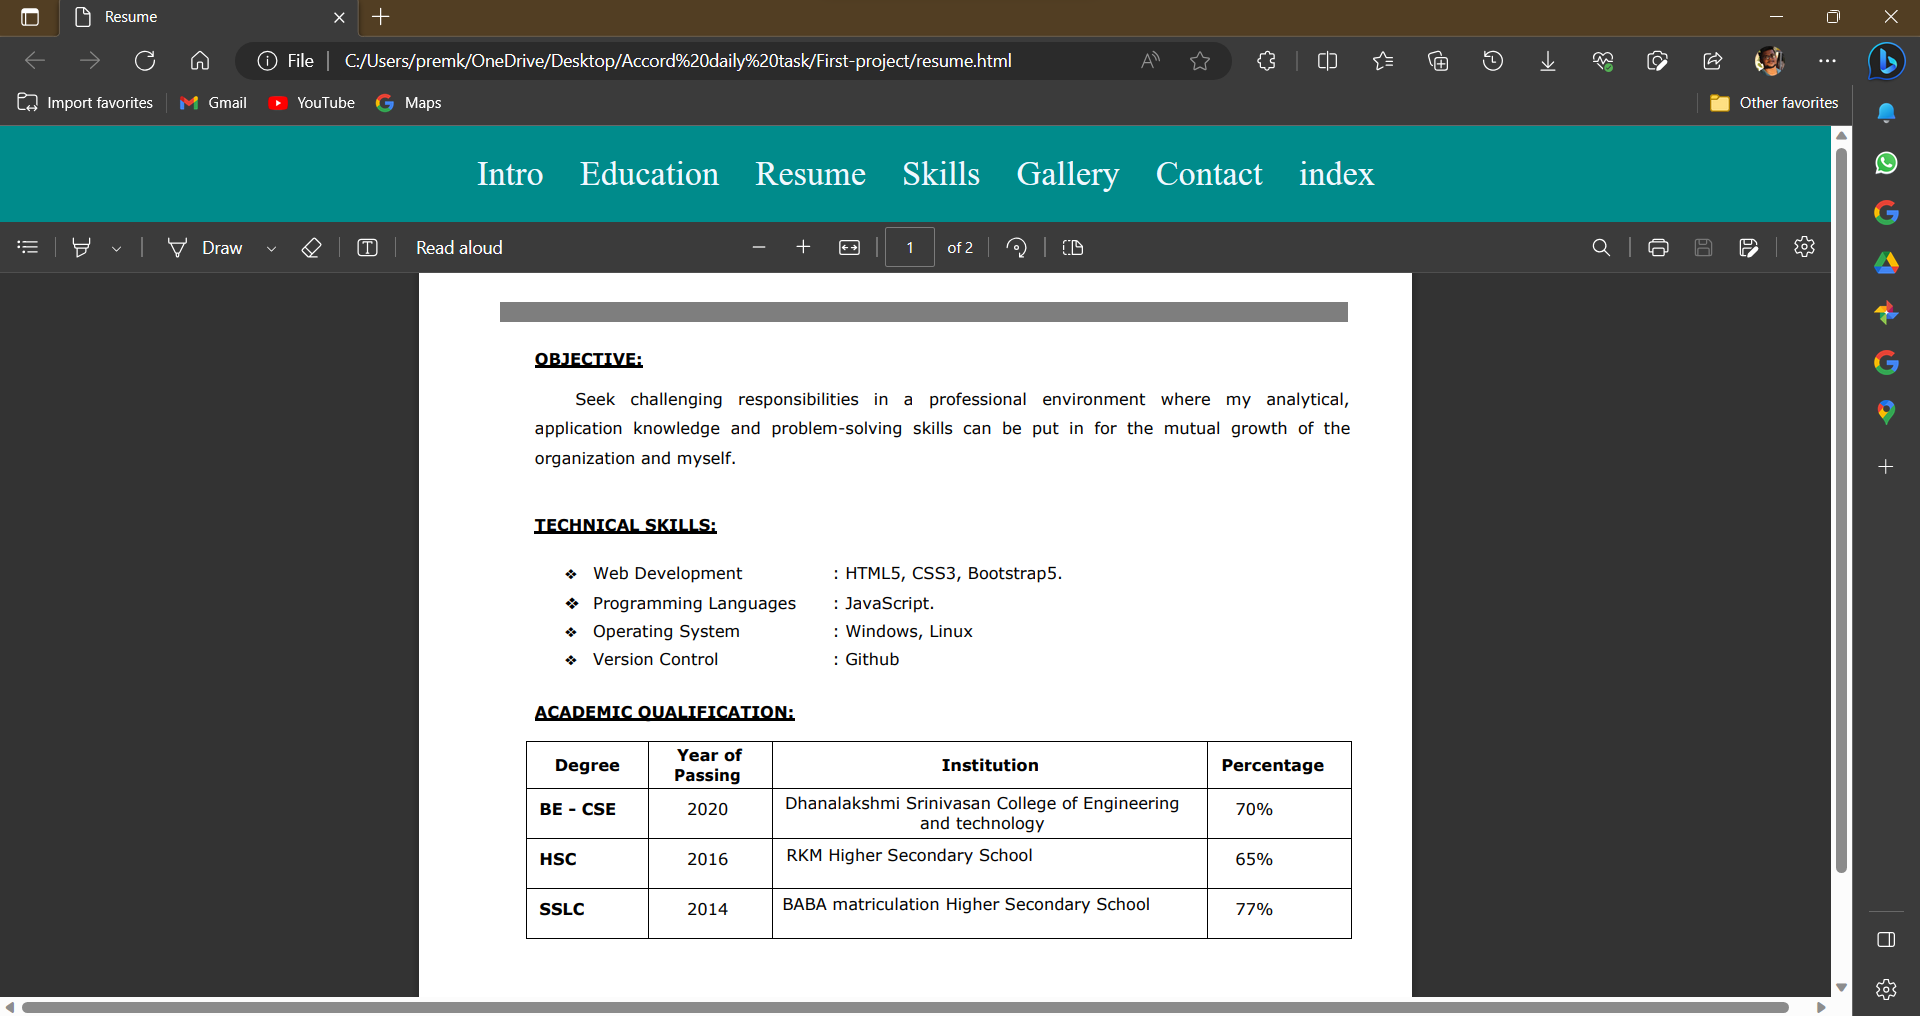 Resume
File
C:/Users/premk/OneDrive/Desktop/Accord%20daily%20task/First-project/resume.html
Import favorites
Gmail
YouTube
Maps
Other favorites
Intro Education Resume Skills Gallery Contact index
Draw
Read aloud
1 of 2
OBJECTIVE:
Seek challenging responsibilities in a professional environment where my analytical,
application knowledge and problem-solving skills can be put in for the mutual growth of the
organization and myself.
TECHNICAL SKILLS:
❖ Web Development : HTML5, CSS3, Bootstrap5.
❖ Programming Languages : JavaScript.
❖ Operating System : Windows, Linux
❖ Version Control : Github
ACADEMIC QUALIFICATION:
Degree Year of Passing Institution Percentage
BE - CSE 2020 Dhanalakshmi Srinivasan College of Engineering and technology 70%
HSC 2016 RKM Higher Secondary School 65%
SSLC 2014 BABA matriculation Higher Secondary School 77%